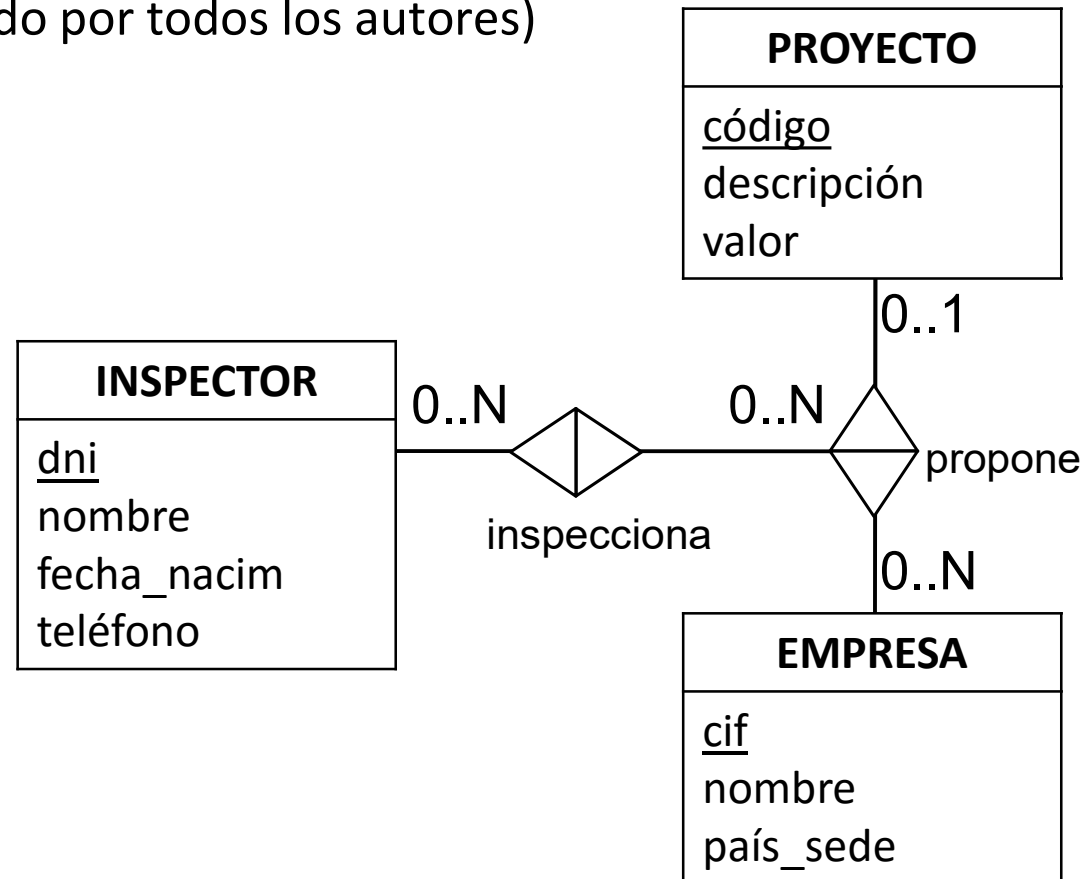 do por todos los autores)
PROYECTO
código
descripción
valor
0..1
INSPECTOR
dni
nombre
fecha_nacim
teléfono
0..N
inspecciona
0..N
propone
0..N
EMPRESA
cif
nombre
país_sede